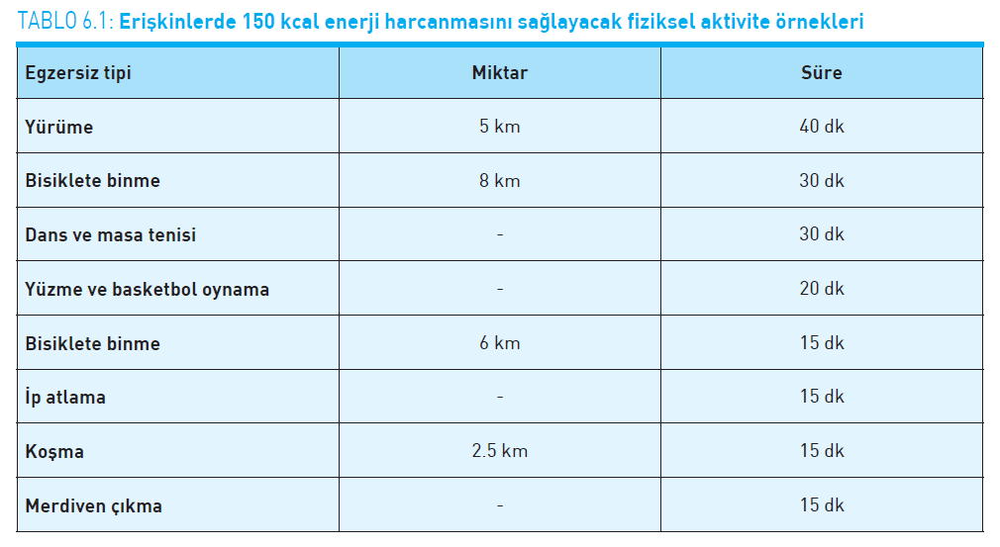 TABLO 6.1: Erişkinlerde 150 kcal enerji harcanmasını sağlayacak fiziksel aktivite örnekleri
Egzersiz tipi Miktar Süre
Yürüme 5 km 40 dk
Bisiklete binme 8 km 30 dk
Dans ve masa tenisi - 30 dk
Yüzme ve basketbol oynama - 20 dk
Bisiklete binme 6 km 15 dk
İp atlama - 15 dk
Koşma 2.5 km 15 dk
Merdiven çıkma - 15 dk